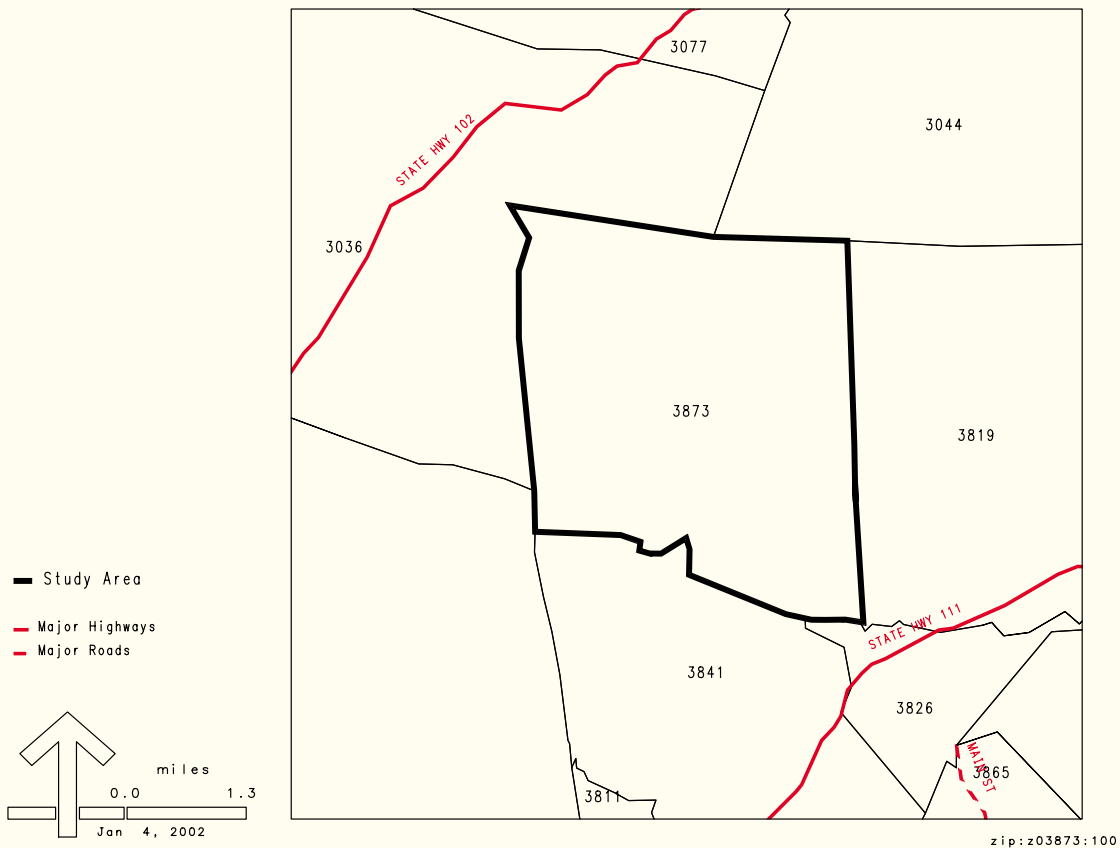 3077
3044
STATE HWY 102
3036
3873
3819
Study Area
STATE HWY 111
Major Highways
Major Roads
3841
3826
MAIN ST
3865
miles
0.0 1.3
3811
Jan 4, 2002
zip:z03873:100